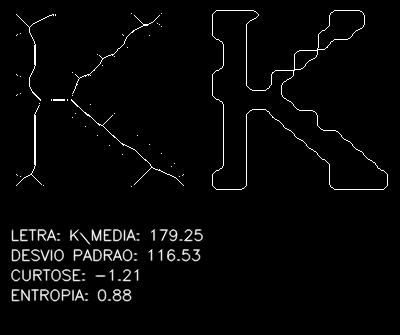 K K
LETRA: K\MEDIA: 179.25
DESVIO PADRAO: 116.53
CURTOSE: -1.21
ENTROPIA: 0.88